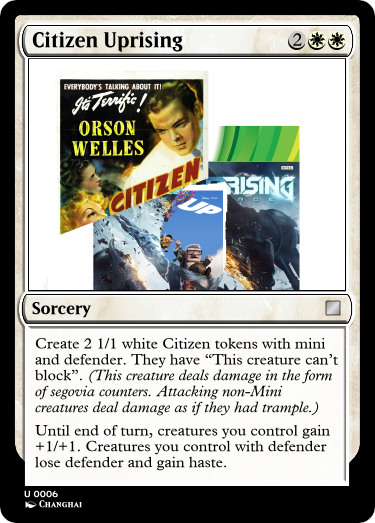 Citizen Uprising 2
EVERYBODY'S TALKING ABOUT IT!
It's Terrific!
ORSON
WELLES
CITIZEN
RISING
UP
Sorcery
Create 2 1/1 white Citizen tokens with mini
and defender. They have “This creature can't
block”. (This creature deals damage in the form
of segovia counters. Attacking non-Mini
creatures deal damage as if they had trample.)
Until end of turn, creatures you control gain
+1/+1. Creatures you control with defender
lose defender and gain haste.
U 0006
CHANGHAI